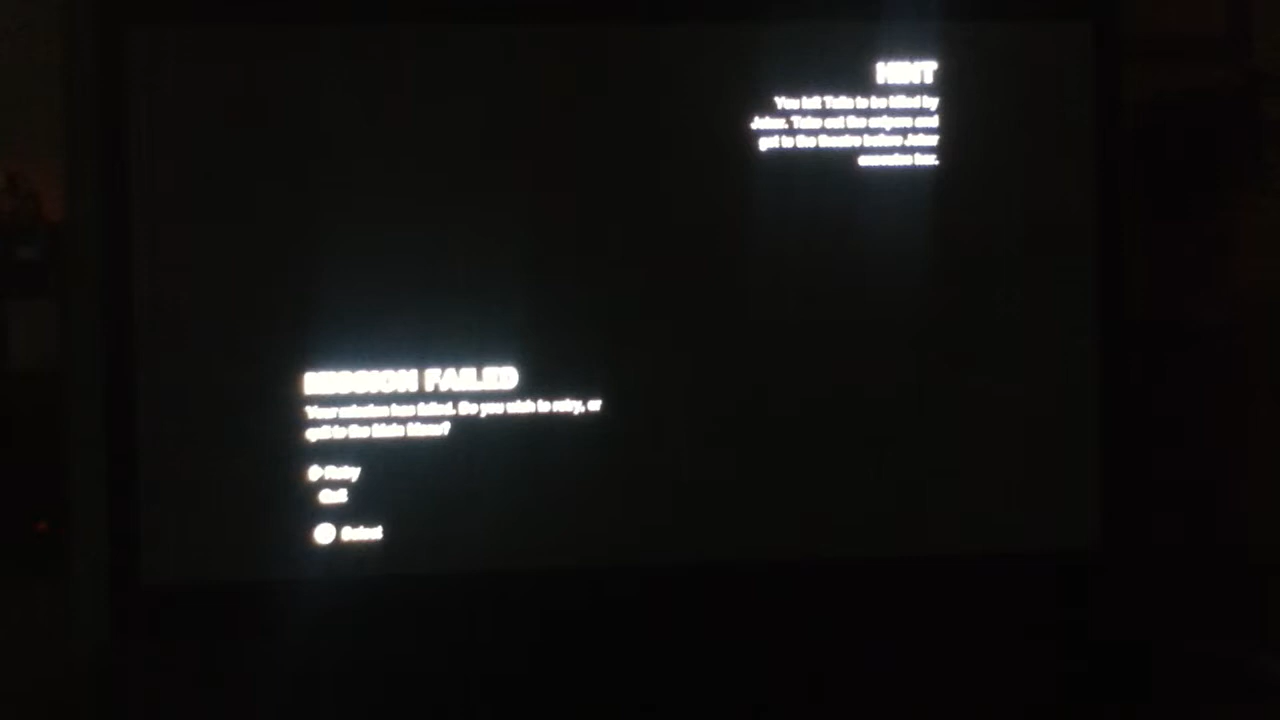 HINT
You left Talia to be killed by
Joker. Take out the snipers and
get to the theatre before Joker
executes her.
MISSION FAILED
Your mission has failed. Do you wish to retry, or
quit to the Main Menu?
Retry
Quit
Select